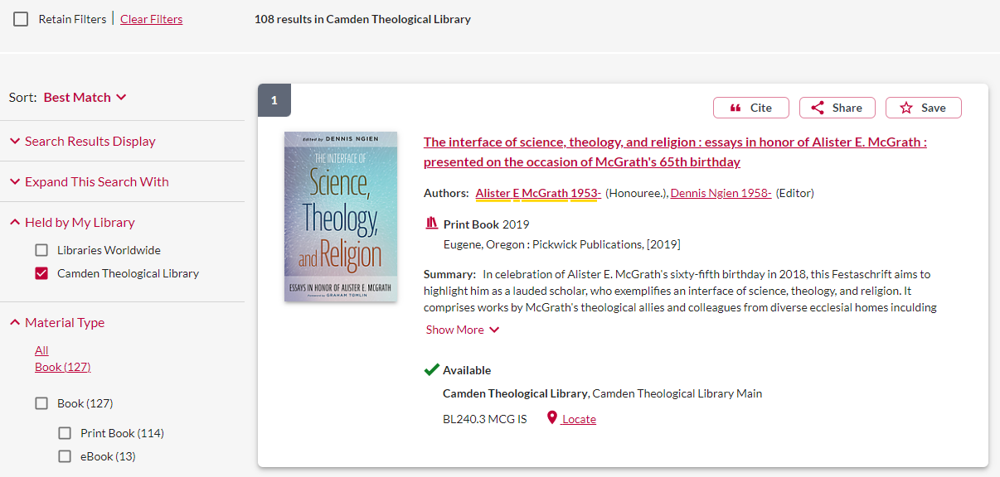 Retain Filters | Clear Filters
108 results in Camden Theological Library
Sort: Best Match
Search Results Display
Expand This Search With
Held by My Library
Libraries Worldwide
Camden Theological Library
Material Type
All
Book (127)
Book (127)
Print Book (114)
eBook (13)
1
Cite
Share
Save
Edited by DENNIS NGIEN
THE INTERFACE OF
Science,
Theology,
and Religion
ESSAYS IN HONOR OF ALISTER E. MCGRATH
Foreword by GRAHAM TOMLIN
The interface of science, theology, and religion : essays in honor of Alister E. McGrath :
presented on the occasion of McGrath's 65th birthday
Authors: Alister E McGrath 1953- (Honouree.), Dennis Ngien 1958- (Editor)
Print Book 2019
Eugene, Oregon : Pickwick Publications, [2019]
Summary: In celebration of Alister E. McGrath's sixty-fifth birthday in 2018, this Festaschrift aims to
highlight him as a lauded scholar, who exemplifies an interface of science, theology, and religion. It
comprises works by McGrath's theological allies and colleagues from diverse ecclesial homes inculding
Show More
Available
Camden Theological Library, Camden Theological Library Main
BL240.3 MCG IS Locate